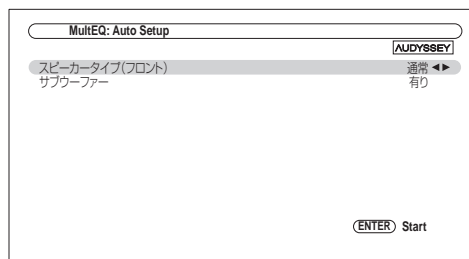 MultEQ: Auto Setup
AUDYSSEY
スピーカータイプ(フロント) 通常 ◄►
サブウーファー 有り
ENTER Start